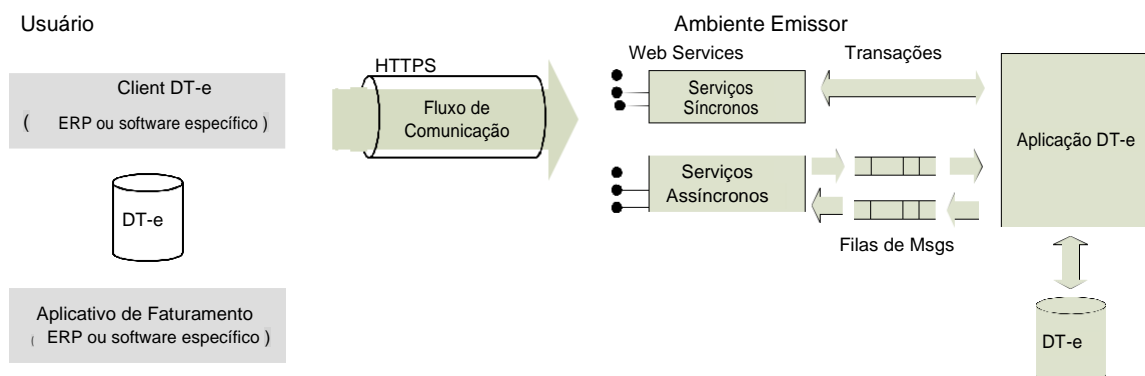 Usuário
Ambiente Emissor
Client DT-e
( ERP ou software específico )
DT-e
Aplicativo de Faturamento
( ERP ou software específico )
HTTPS
Fluxo de
Comunicação
Web Services
Transações
Serviços
Síncronos
Serviços
Assíncronos
Filas de Msgs
Aplicação DT-e
DT-e